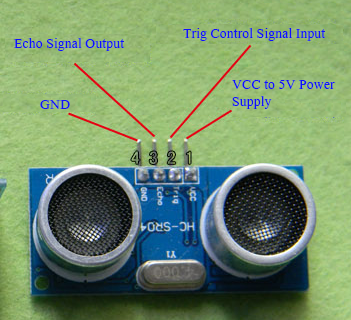 Echo Signal Output
Trig Control Signal Input
GND
VCC to 5V Power
Supply
4 3 2 1
GND Echo Trig VCC
HC-SR04
Y1